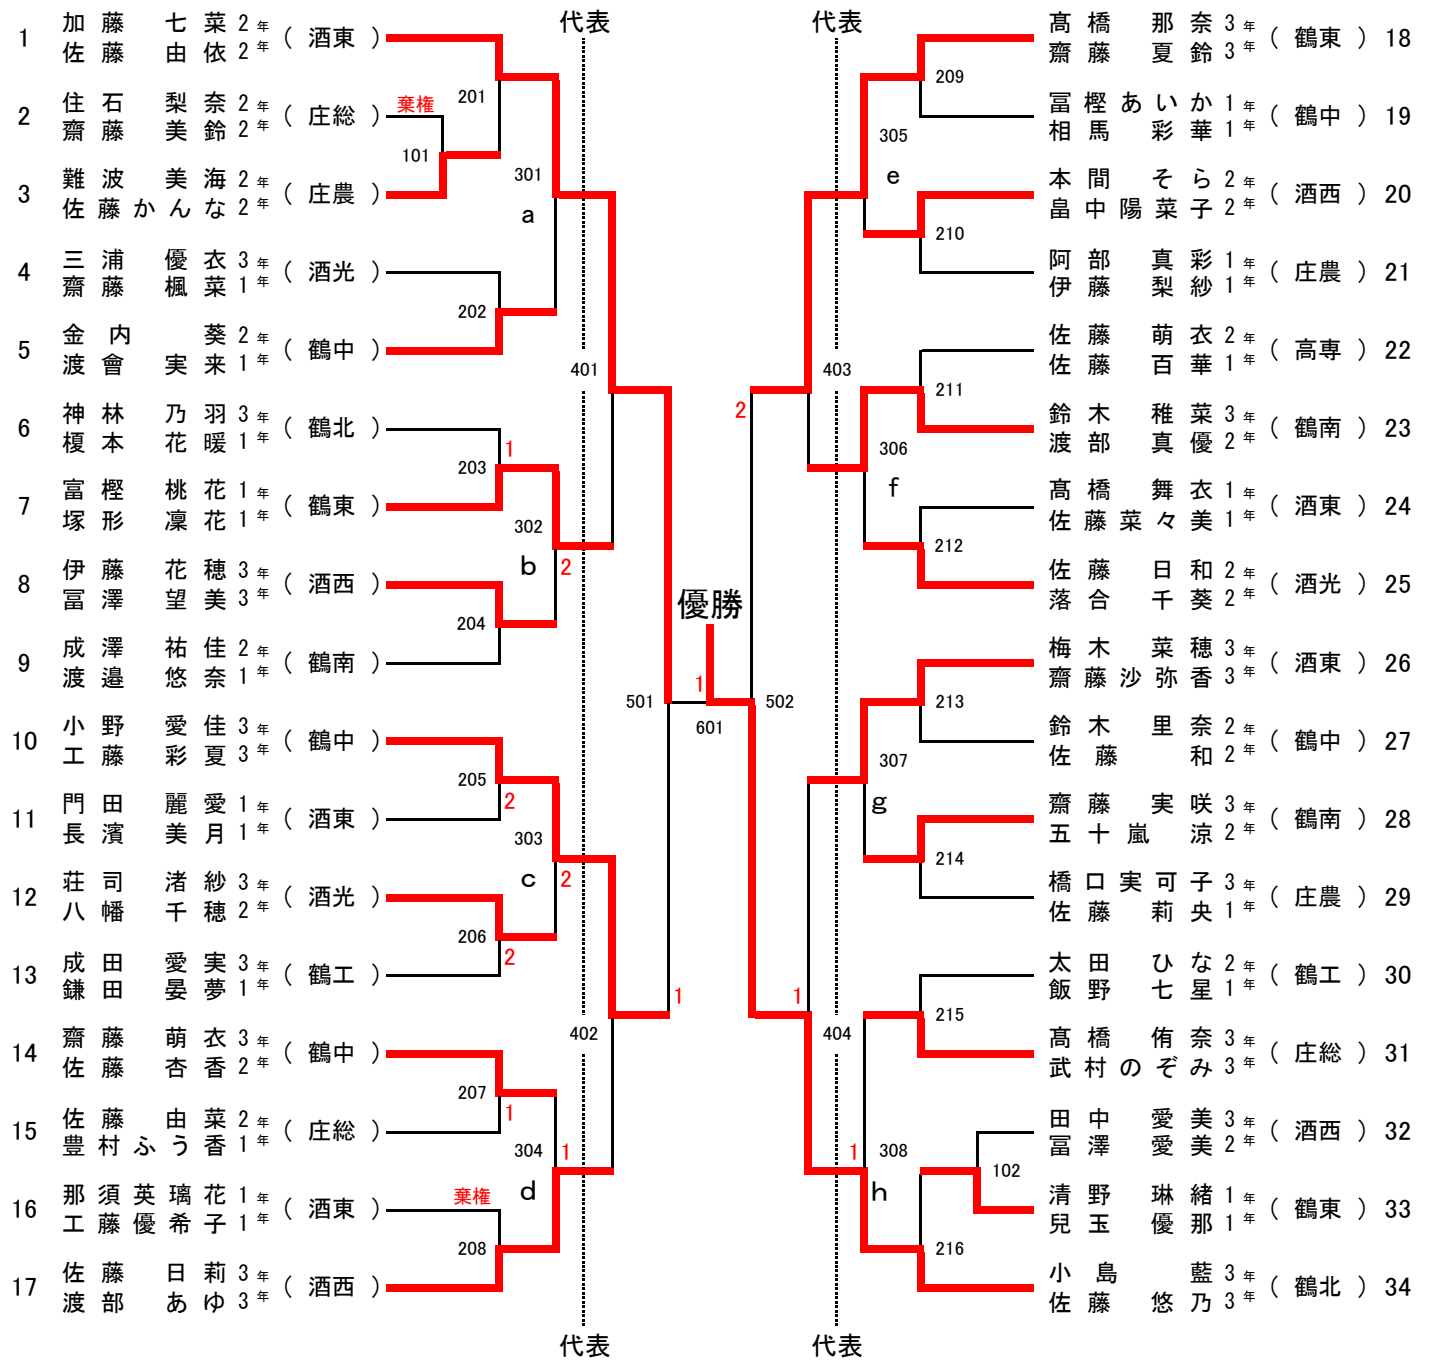 代表
代表
1 加藤 七菜 2年 ( 酒東 )
佐藤 由依 2年
2 住石 梨奈 2年 ( 庄総 ) 棄権
齋藤 美鈴 2年
3 難波 美海 2年 ( 庄農 )
佐藤かんな 2年
4 三浦 優衣 3年 ( 酒光 )
齋藤 楓菜 1年
5 金内 葵 2年 ( 鶴中 )
渡會 実来 1年
6 神林 乃羽 3年 ( 鶴北 )
榎本 花暖 1年
7 富樫 桃花 1年 ( 鶴東 )
塚形 凜花 1年
8 伊藤 花穂 3年 ( 酒西 )
冨澤 望美 3年
9 成澤 祐佳 2年 ( 鶴南 )
渡邉 悠奈 1年
10 小野 愛佳 3年 ( 鶴中 )
工藤 彩夏 3年
11 門田 麗愛 1年 ( 酒東 )
長濱 美月 1年
12 荘司 渚紗 3年 ( 酒光 )
八幡 千穂 2年
13 成田 愛実 3年 ( 鶴工 )
鎌田 晏夢 1年
14 齋藤 萌衣 3年 ( 鶴中 )
佐藤 杏香 2年
15 佐藤 由菜 2年 ( 庄総 )
豊村ふう香 1年
16 那須英璃花 1年 ( 酒東 ) 棄権
工藤優希子 1年
17 佐藤 日莉 3年 ( 酒西 )
渡部 あゆ 3年
201
101
301
a
202
401
1
203
302
b
2
204
205
2
303
c
2
206
2
402
207
1
304
1
d
208
501
1
優勝
1
601
502
2
1
髙橋 那奈 3年 ( 鶴東 ) 18
齋藤 夏鈴 3年
冨樫あいか 1年 ( 鶴中 ) 19
相馬 彩華 1年
本間 そら 2年 ( 酒西 ) 20
畠中陽菜子 2年
阿部 真彩 1年 ( 庄農 ) 21
伊藤 梨紗 1年
佐藤 萌衣 2年 ( 高専 ) 22
佐藤 百華 1年
鈴木 稚菜 3年 ( 鶴南 ) 23
渡部 真優 2年
髙橋 舞衣 1年 ( 酒東 ) 24
佐藤菜々美 1年
佐藤 日和 2年 ( 酒光 ) 25
落合 千葵 2年
梅木 菜穂 3年 ( 酒東 ) 26
齋藤沙弥香 3年
鈴木 里奈 2年 ( 鶴中 ) 27
佐藤 和 2年
齋藤 実咲 3年 ( 鶴南 ) 28
五十嵐 涼 2年
橋口実可子 3年 ( 庄農 ) 29
佐藤 莉央 1年
太田 ひな 2年 ( 鶴工 ) 30
飯野 七星 1年
髙橋 侑奈 3年 ( 庄総 ) 31
武村のぞみ 3年
田中 愛美 3年 ( 酒西 ) 32
冨澤 愛美 2年
清野 琳緒 1年 ( 鶴東 ) 33
兒玉 優那 1年
小島 藍 3年 ( 鶴北 ) 34
佐藤 悠乃 3年
209
305
e
210
403
211
306
f
212
213
307
g
214
404
215
1
308
102
h
216
代表
代表